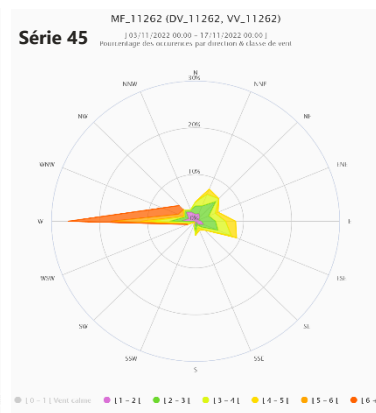 MF_11262 (DV_11262, VV_11262)
Série 45
[ 03/11/2022 00:00 – 17/11/2022 00:00 ]
Pourcentage des occurences par direction & classe de vent
N
30%
NNW
NNE
NW
NE
20%
WNW
ENE
10%
0%
W
E
WSW
ESE
SW
SE
SSW
SSE
S
[ 0 – 1 [ Vent calme
[ 1 – 2 [
[ 2 – 3 [
[ 3 – 4 [
[ 4 – 5 [
[ 5 – 6 [
[ 6 +